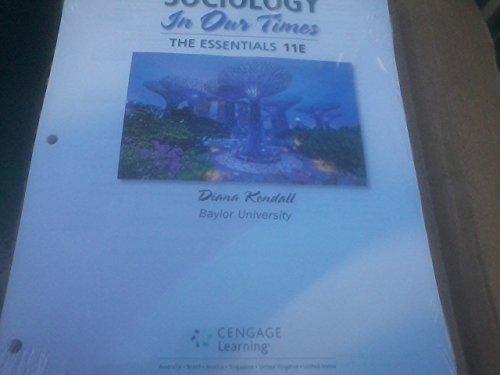 SOCIOLOGY
In Our Times
THE ESSENTIALS 11E
Diana Kendall
Baylor University
CENGAGE
Learning®
Australia • Brazil • Mexico • Singapore • United Kingdom • United States